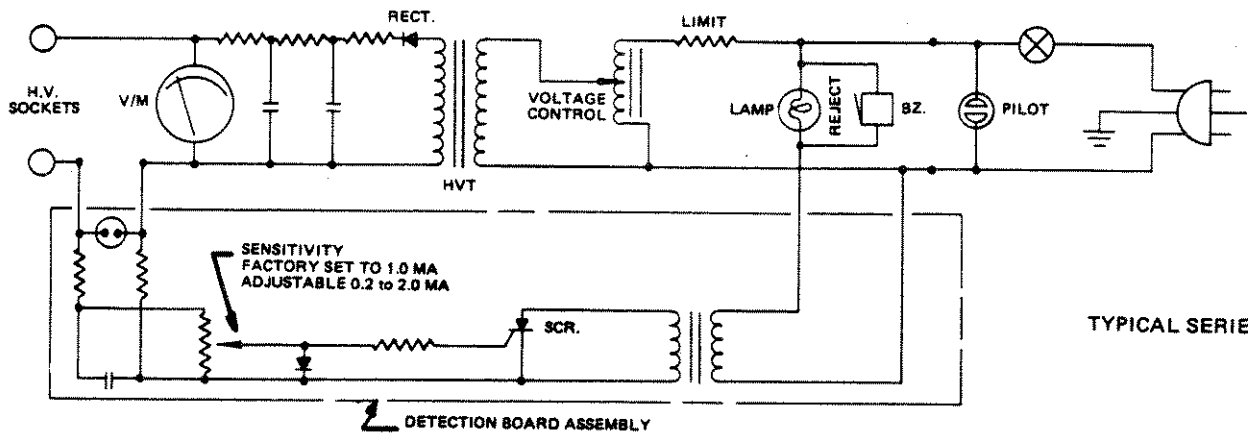 RECT.
LIMIT
H.V.
SOCKETS
V/M
VOLTAGE
CONTROL
LAMP
REJECT
BZ.
PILOT
HVT
SENSITIVITY
FACTORY SET TO 1.0 MA
ADJUSTABLE 0.2 to 2.0 MA
SCR.
TYPICAL SERIE
DETECTION BOARD ASSEMBLY